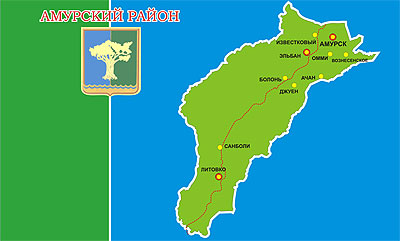 АМУРСКИЙ РАЙОН
ИЗВЕСТКОВЫЙ
АМУРСК
ЭЛЬБАН
ОММИ
ВОЗНЕСЕНСКОЕ
БОЛОНЬ
АЧАН
ДЖУЕН
САНБОЛИ
ЛИТОВКО